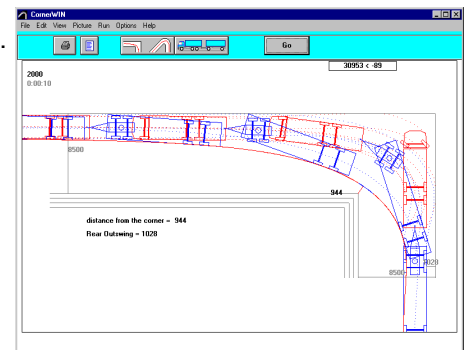 CornerWIN
File Edit View Picture Run Options Help
Go
30953 < -89
2000
0:00:10
8500
944
distance from the corner = 944
Rear Outswing = 1028
1028
8500